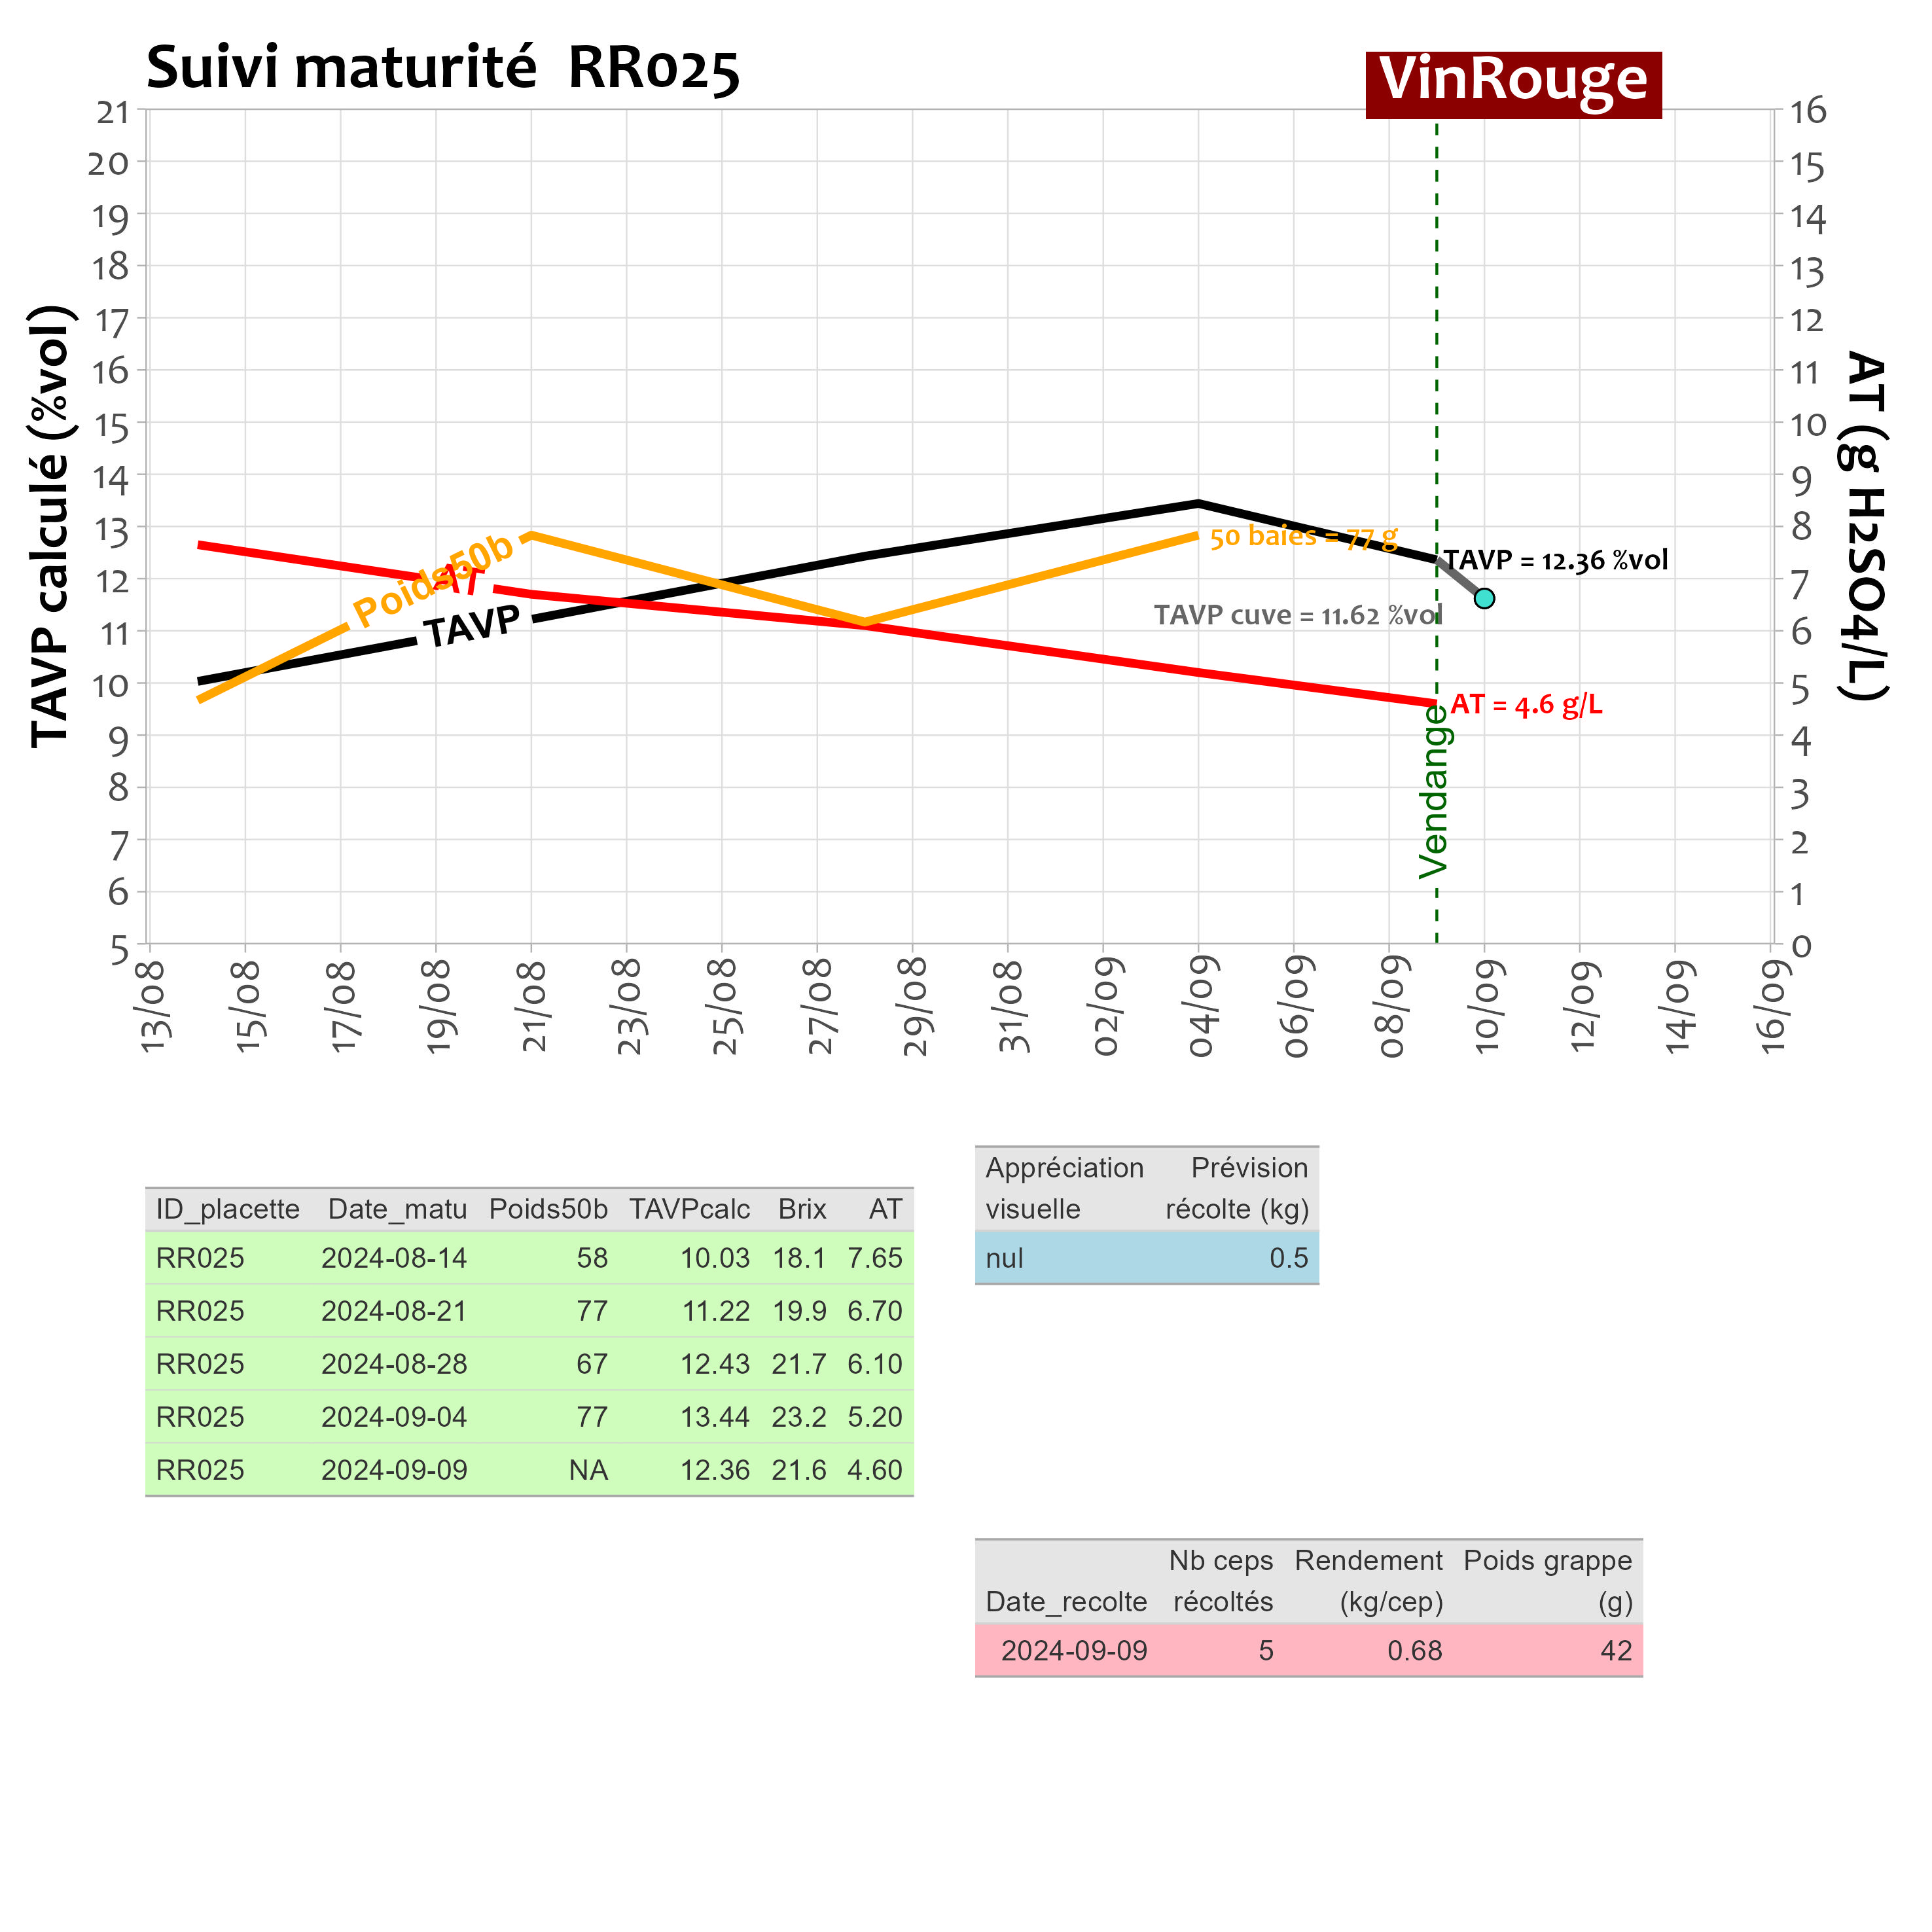 Suivi maturité  RR025
VinRouge
TAVP calculé (%vol)
21
20
19
18
17
16
15
14
13
12
11
10
9
8
7
6
5
16
15
14
13
12
11
10
9
8
7
6
5
4
3
2
1
0
AT (g H2SO4/L)
Poids50b
AT
TAVP
50 baies = 77 g
TAVP = 12.36 %vol
TAVP cuve = 11.62 %vol
AT = 4.6 g/L
Vendange
13/08 15/08 17/08 19/08 21/08 23/08 25/08 27/08 29/08 31/08 02/09 04/09 06/09 08/09 10/09 12/09 14/09 16/09
ID_placette Date_matu Poids50b TAVPcalc Brix AT
RR025 2024-08-14 58 10.03 18.1 7.65
RR025 2024-08-21 77 11.22 19.9 6.70
RR025 2024-08-28 67 12.43 21.7 6.10
RR025 2024-09-04 77 13.44 23.2 5.20
RR025 2024-09-09 NA 12.36 21.6 4.60
Appréciation Prévision
visuelle récolte (kg)
nul 0.5
Nb ceps Rendement Poids grappe
Date_recolte récoltés (kg/cep) (g)
2024-09-09 5 0.68 42